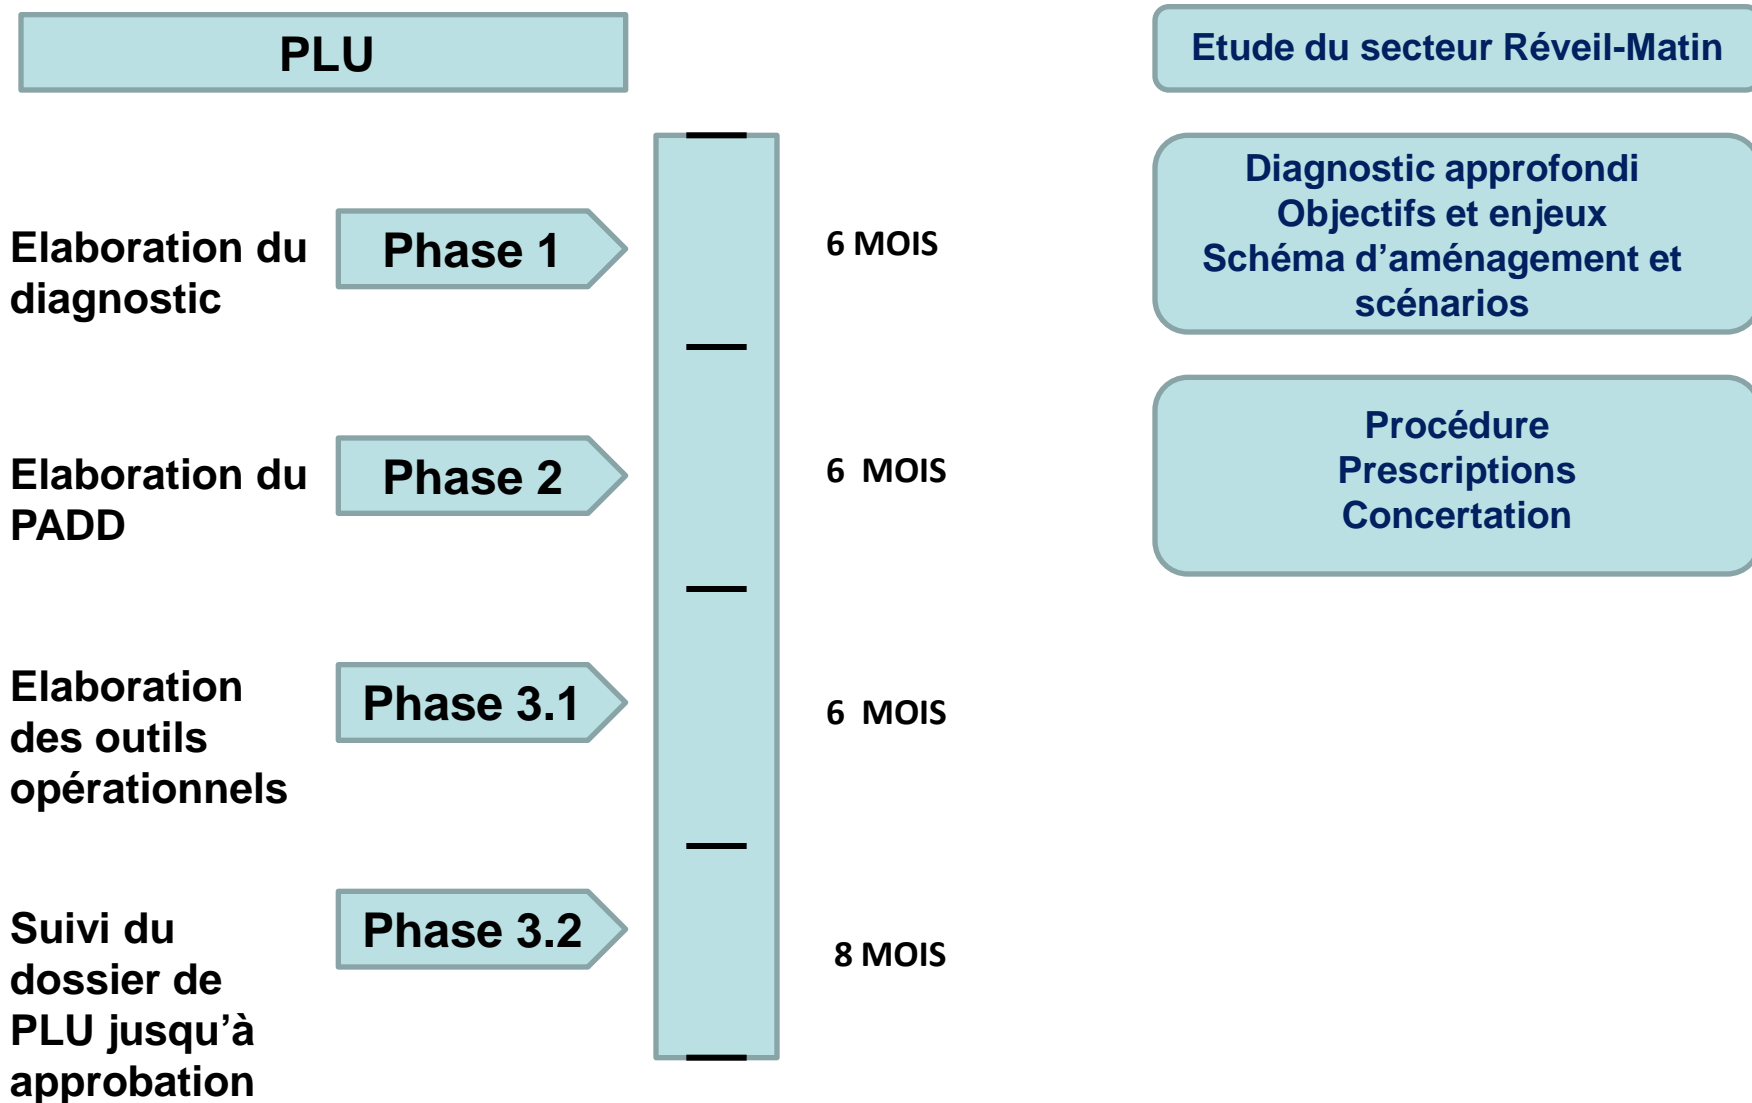 PLU
Etude du secteur Réveil-Matin
Elaboration du
diagnostic
Phase 1
6 MOIS
Diagnostic approfondi
Objectifs et enjeux
Schéma d’aménagement et
scénarios
Elaboration du
PADD
Phase 2
6 MOIS
Procédure
Prescriptions
Concertation
Elaboration
des outils
opérationnels
Phase 3.1
6 MOIS
Suivi du
dossier de
PLU jusqu’à
approbation
Phase 3.2
8 MOIS